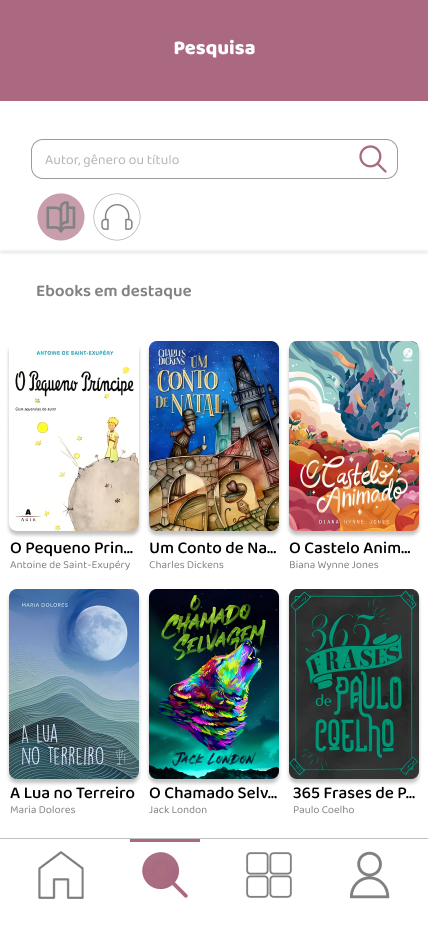 Pesquisa
Autor, gênero ou título
Ebooks em destaque
ANTOINE DE SAINT-EXUPÉRY
O Pequeno Príncipe
Com aquarelas do autor
A
AGIR
CHARLES
DICKENS
UM
CONTO
DE NATAL
O Castelo
Animado
DIANA WYNNE JONES
O Pequeno Prin...
Antoine de Saint-Exupéry
Um Conto de Na...
Charles Dickens
O Castelo Anim...
Biana Wynne Jones
MARIA DOLORES
A LUA
NO TERREIRO
O
CHAMADO
SELVAGEM
JACK LONDON
365
FRASES
de PAULO
COELHO
A Lua no Terreiro
Maria Dolores
O Chamado Selv...
Jack London
365 Frases de P...
Paulo Coelho